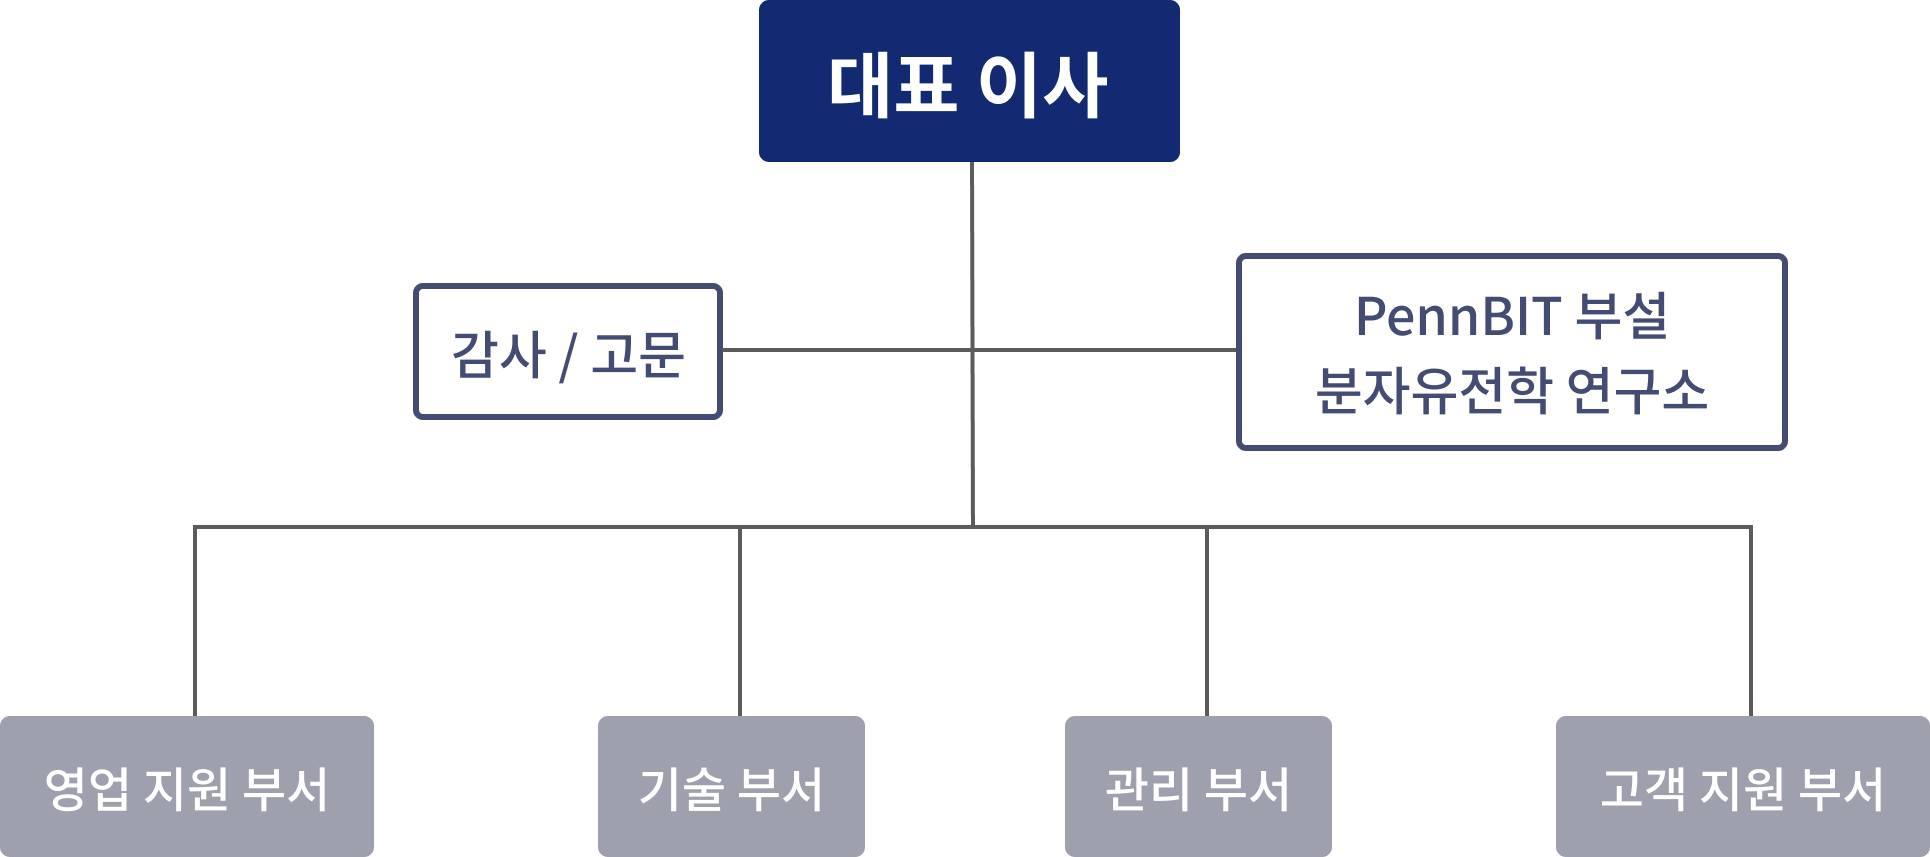 대표 이사
감사 / 고문
PennBIT 부설
분자유전학 연구소
영업 지원 부서
기술 부서
관리 부서
고객 지원 부서